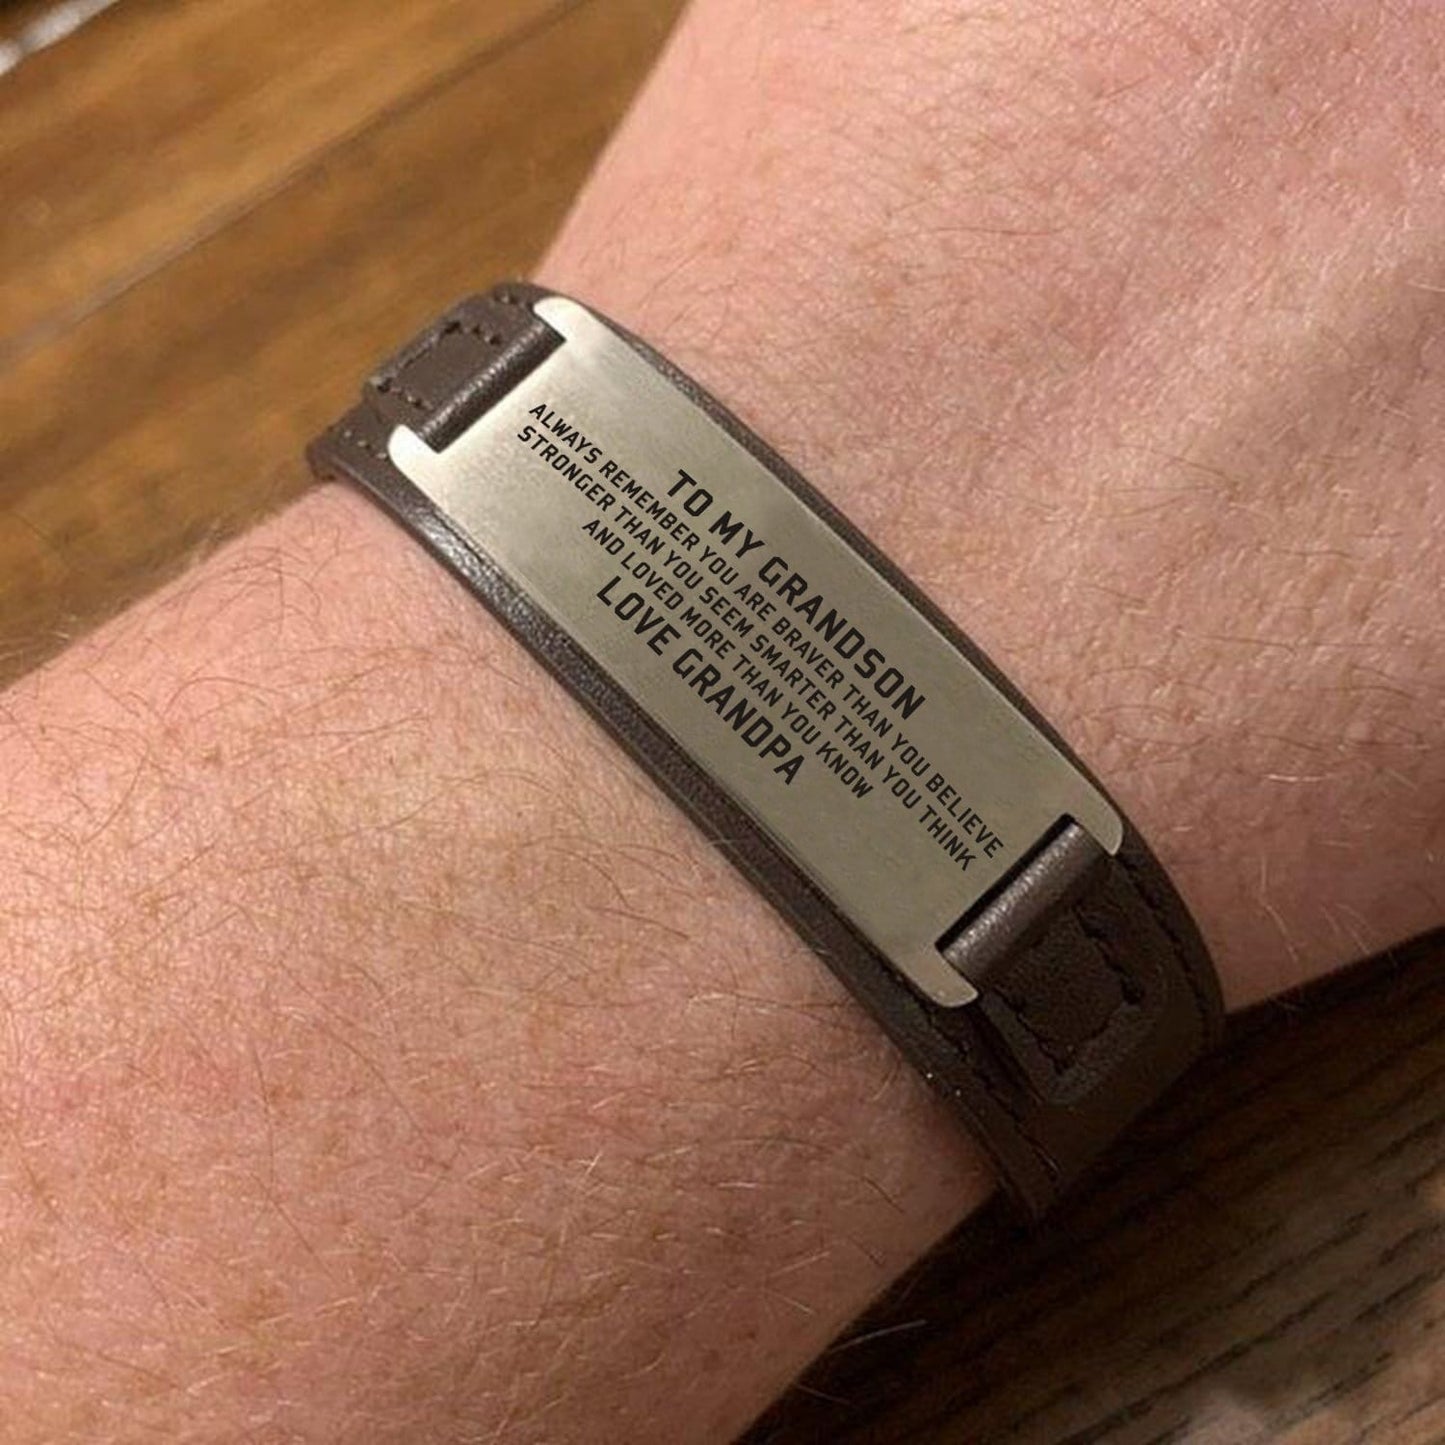 TO MY GRANDSON
ALWAYS REMEMBER YOU ARE BRAVER THAN YOU BELIEVE
STRONGER THAN YOU SEEM SMARTER THAN YOU THINK
AND LOVED MORE THAN YOU KNOW
LOVE GRANDPA